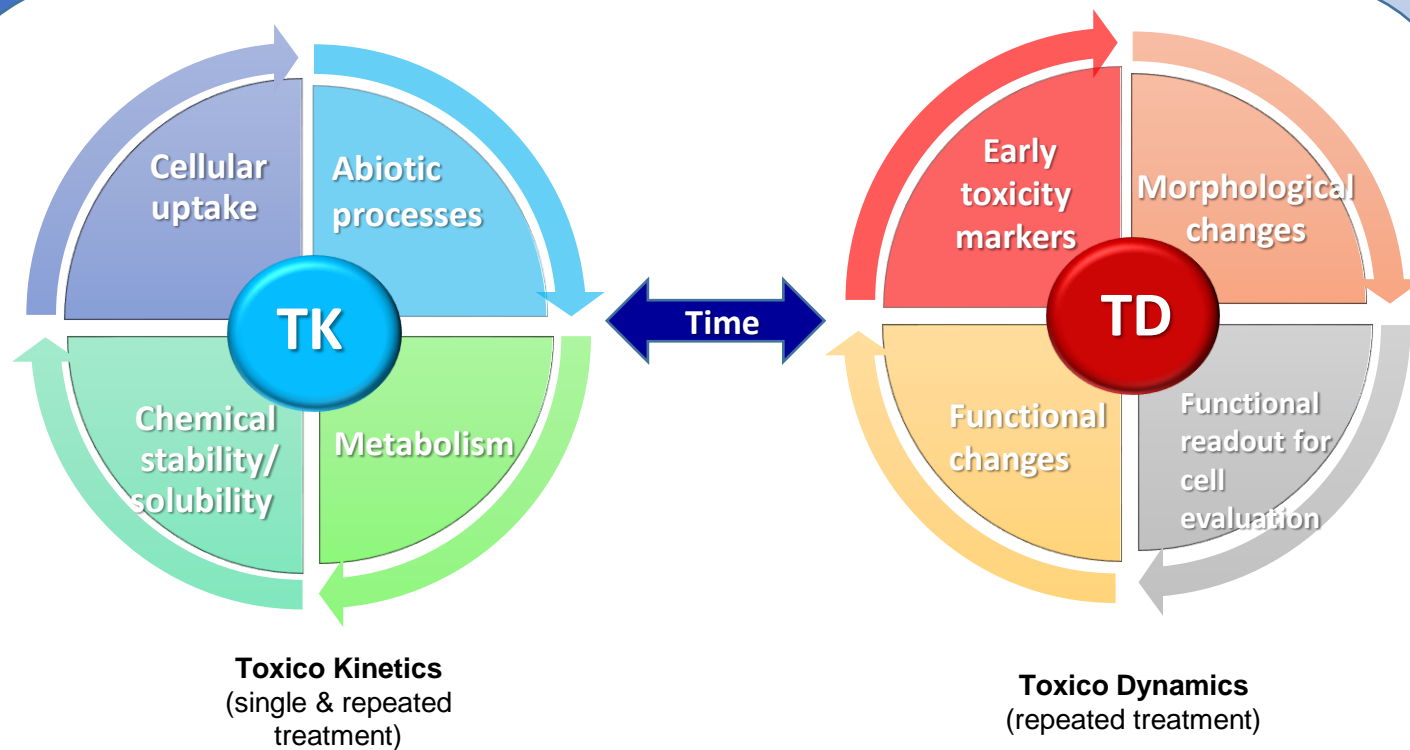 Cellular
uptake
Abiotic
processes
TK
Chemical
stability/
solubility
Metabolism
Toxico Kinetics
(single & repeated
treatment)
Time
Early
toxicity
markers
Morphological
changes
TD
Functional
changes
Functional
readout for
cell
evaluation
Toxico Dynamics
(repeated treatment)